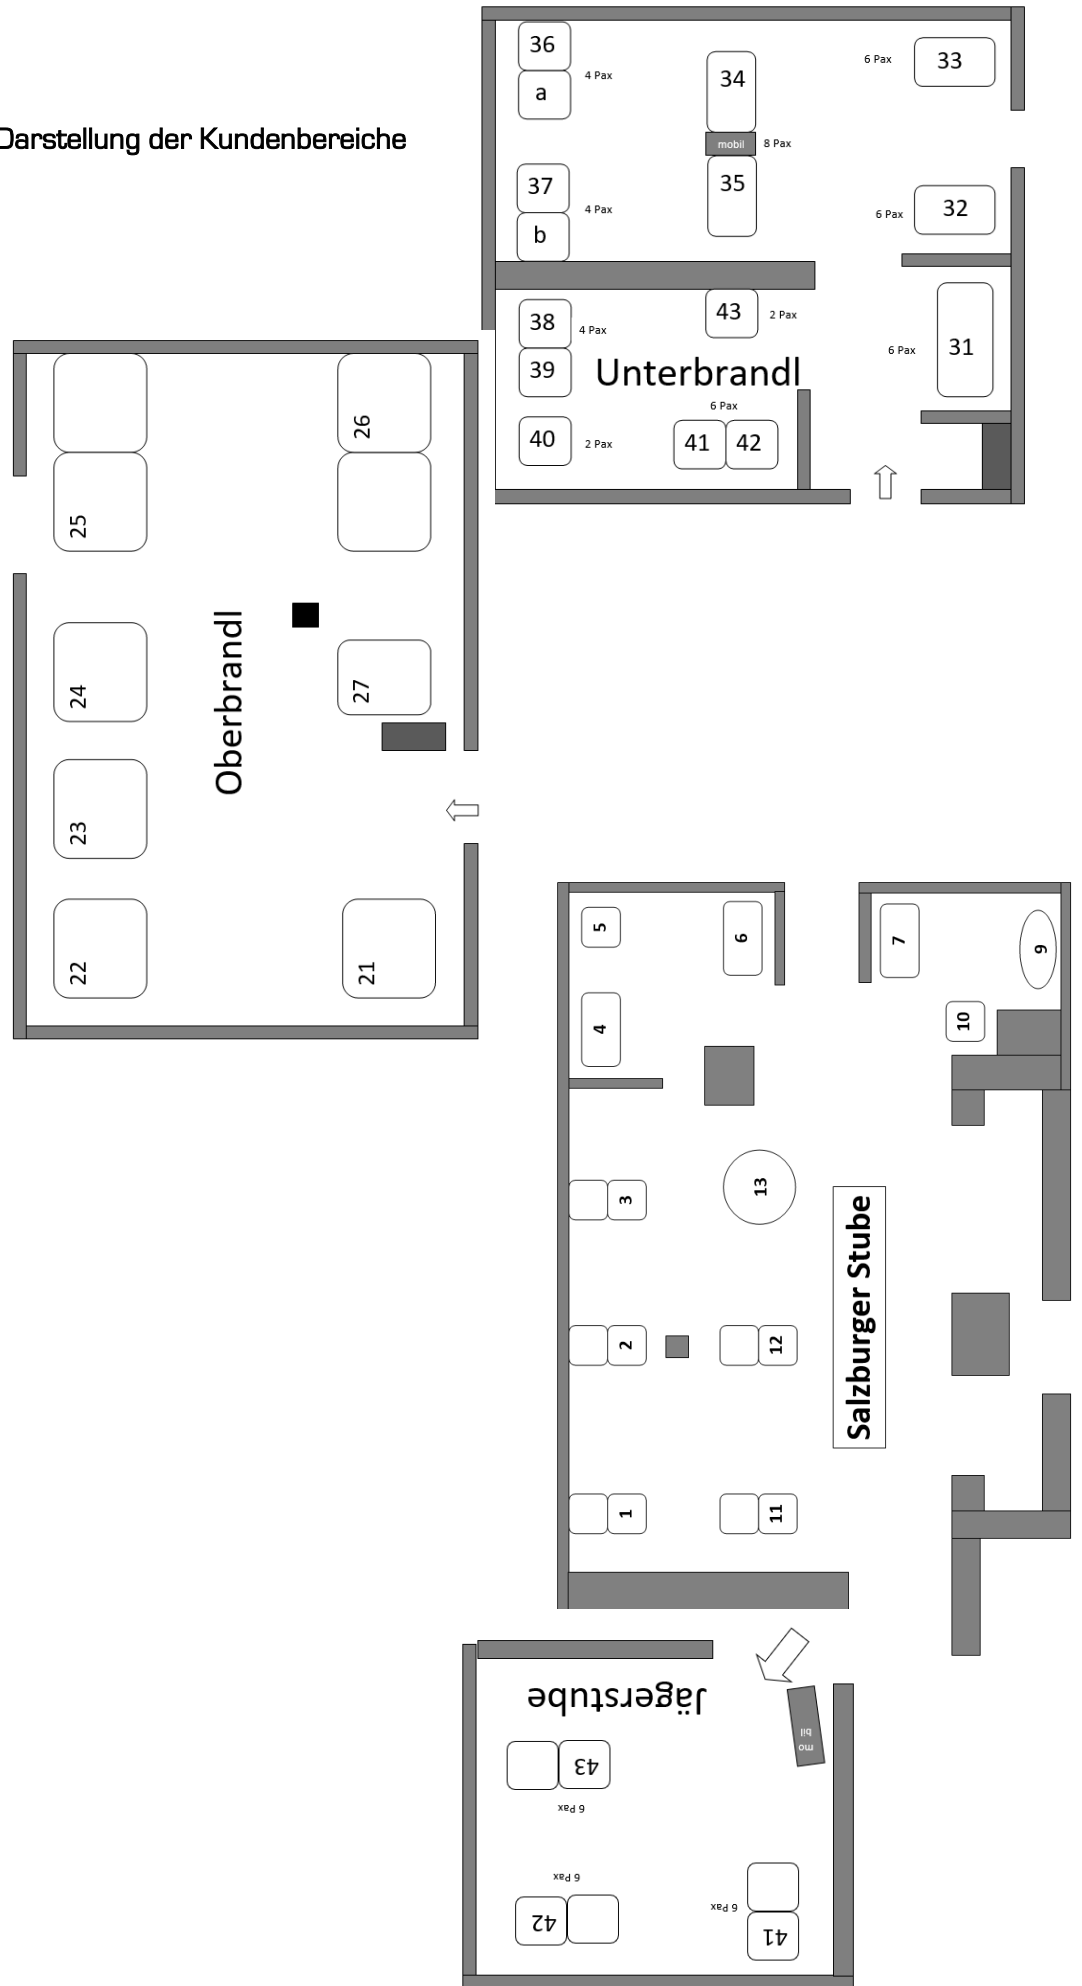 Darstellung der Kundenbereiche
36
a
4 Pax
34
mobil
8 Pax
35
6 Pax
33
37
b
4 Pax
6 Pax
32
38
39
4 Pax
43
2 Pax
Unterbrandl
6 Pax
31
40
2 Pax
6 Pax
41
42
26
25
Oberbrandl
24
27
23
22
21
5
6
7
9
4
10
3
13
Salzburger Stube
2
12
1
11
Jägerstube
mo
bil
43
6 Pax
6 Pax
42
6 Pax
41